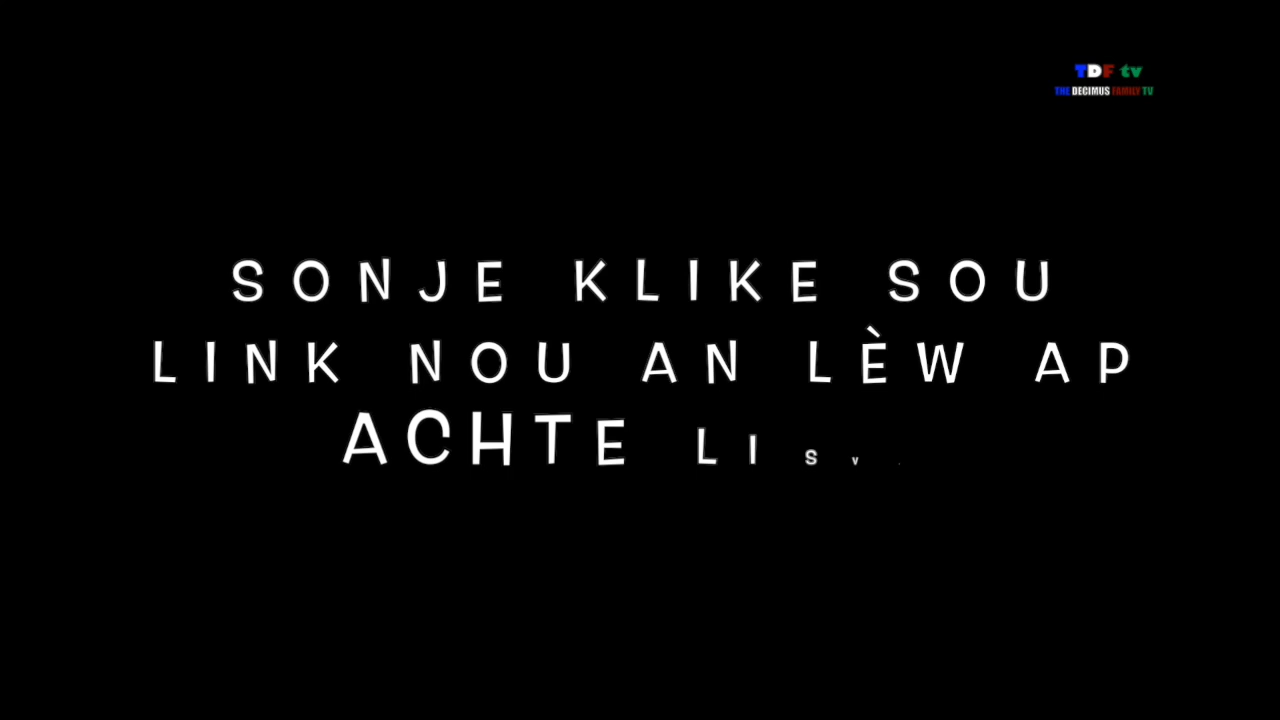 TDF tv
THE DECIMUS FAMILY TV
SONJE KLIKE SOU
LINK NOU AN LÈW AP
ACHTE LI S V